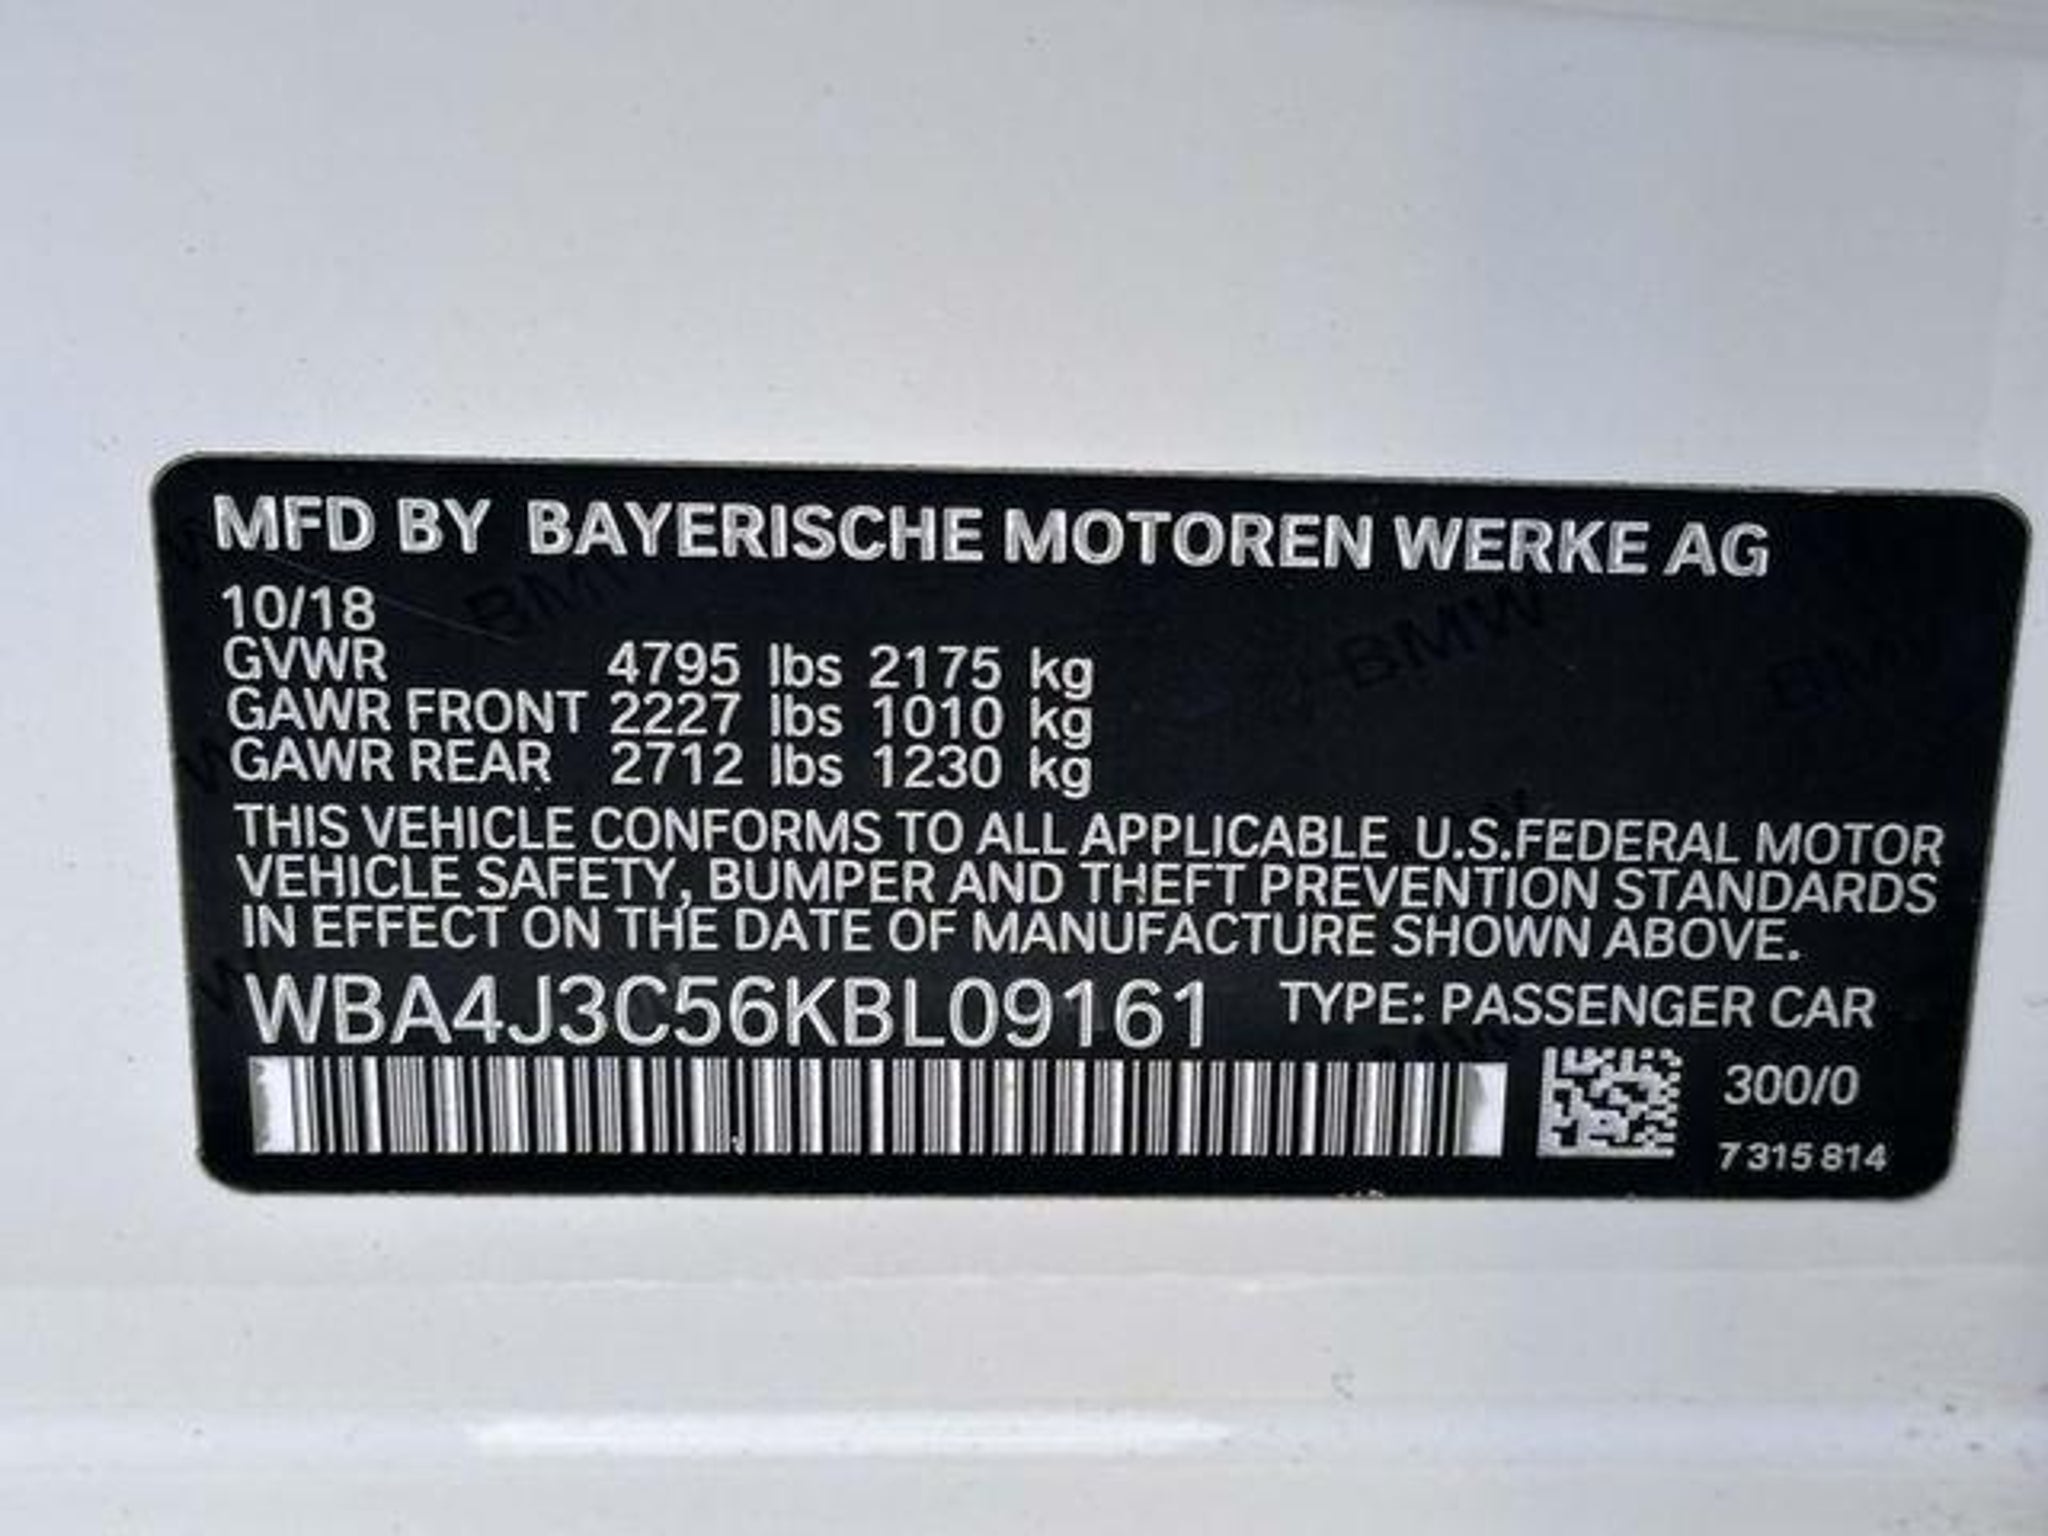 MFD BY BAYERISCHE MOTOREN WERKE AG
10/18
GVWR 4795 lbs 2175 kg
GAWR FRONT 2227 lbs 1010 kg
GAWR REAR 2712 lbs 1230 kg
THIS VEHICLE CONFORMS TO ALL APPLICABLE U.S.FEDERAL MOTOR
VEHICLE SAFETY, BUMPER AND THEFT PREVENTION STANDARDS
IN EFFECT ON THE DATE OF MANUFACTURE SHOWN ABOVE.
WBA4J3C56KBL09161 TYPE: PASSENGER CAR
300/0
7 315 814
BMW
BMW
BMW